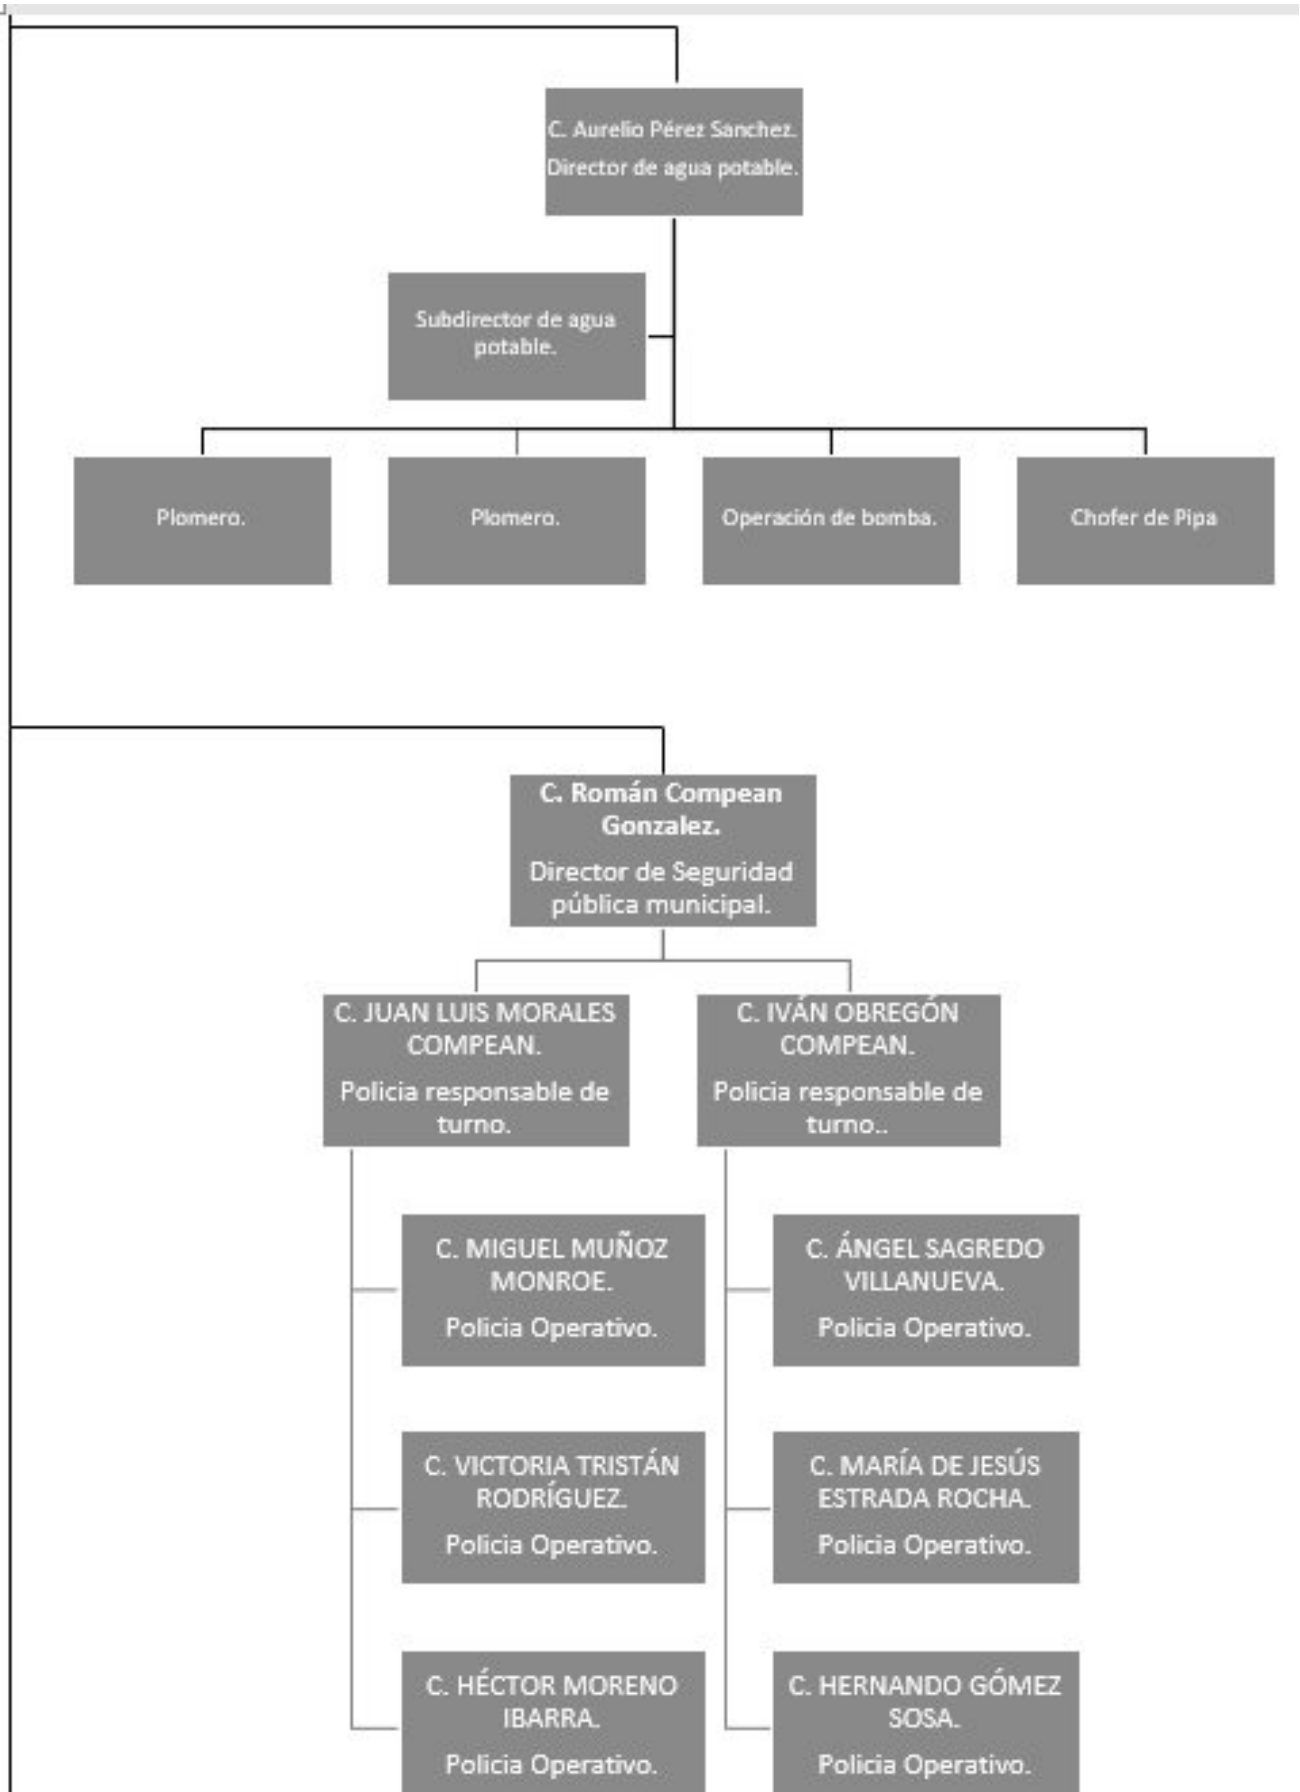 C. Aurelio Pérez Sanchez.
Director de agua potable.
Subdirector de agua
potable.
Plomero.
Plomero.
Operación de bomba.
Chofer de Pipa
C. Román Compean
Gonzalez.
Director de Seguridad
pública municipal.
C. JUAN LUIS MORALES
COMPEAN.
Policia responsable de
turno.
C. IVÁN OBREGÓN
COMPEAN.
Policia responsable de
turno..
C. MIGUEL MUÑOZ
MONROE.
Policia Operativo.
C. ÁNGEL SAGREDO
VILLANUEVA.
Policia Operativo.
C. VICTORIA TRISTÁN
RODRÍGUEZ.
Policia Operativo.
C. MARÍA DE JESÚS
ESTRADA ROCHA.
Policia Operativo.
C. HÉCTOR MORENO
IBARRA.
Policia Operativo.
C. HERNANDO GÓMEZ
SOSA.
Policia Operativo.